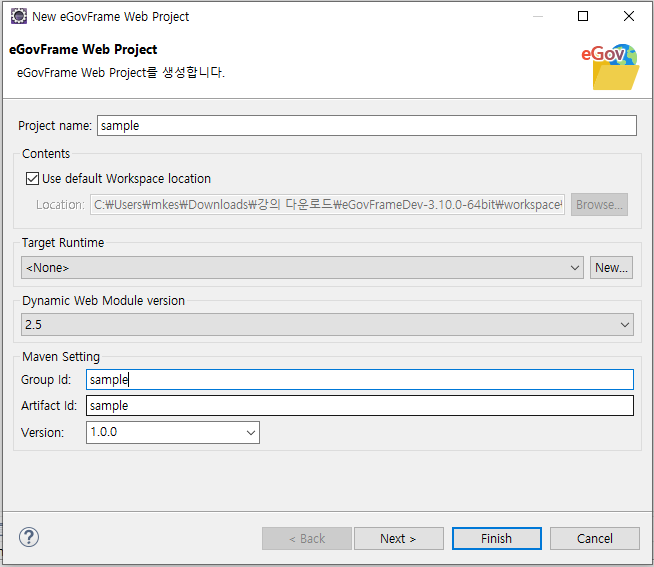 New eGovFrame Web Project
eGovFrame Web Project
eGovFrame Web Project를 생성합니다.
eGov
Project name: sample
Contents
Use default Workspace location
Location: C:₩Users₩mkes₩Downloads₩강의 다운로드₩eGovFrameDev-3.10.0-64bit₩workspace₩ Browse...
Target Runtime
<None> New...
Dynamic Web Module version
2.5
Maven Setting
Group Id: sample
Artifact Id: sample
Version: 1.0.0
? < Back Next > Finish Cancel